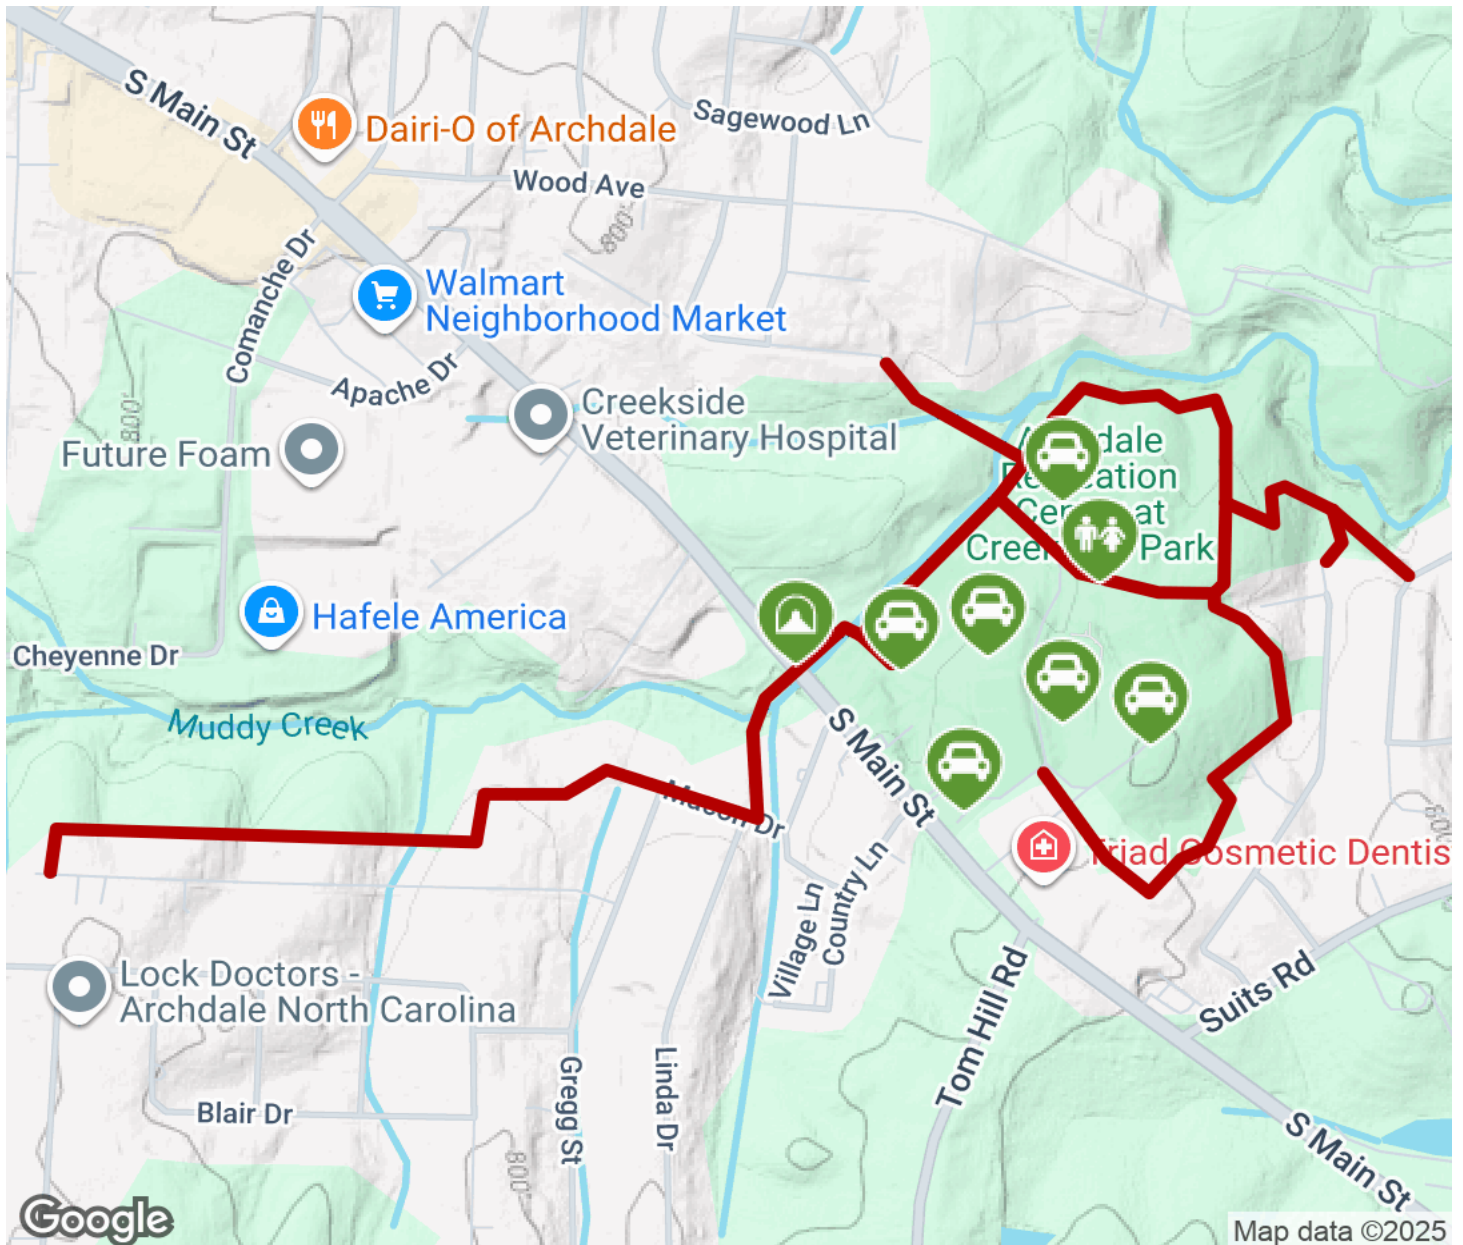 S Main St
Dairi-O of Archdale
Sagewood Ln
Wood Ave
800'
Comanche Dr
Walmart
Neighborhood Market
Apache Dr
800'
Creekside
Veterinary Hospital
Future Foam
Park
Hafele America
Cheyenne Dr
Muddy Creek
S Main St
Dr
Country Ln
Village Ln
Cosmetic Dentis
Lock Doctors -
Archdale North Carolina
Suits Rd
Tom Hill Rd
Gregg St
Linda Dr
Blair Dr
800'
S Main St
Google
Map data ©2025